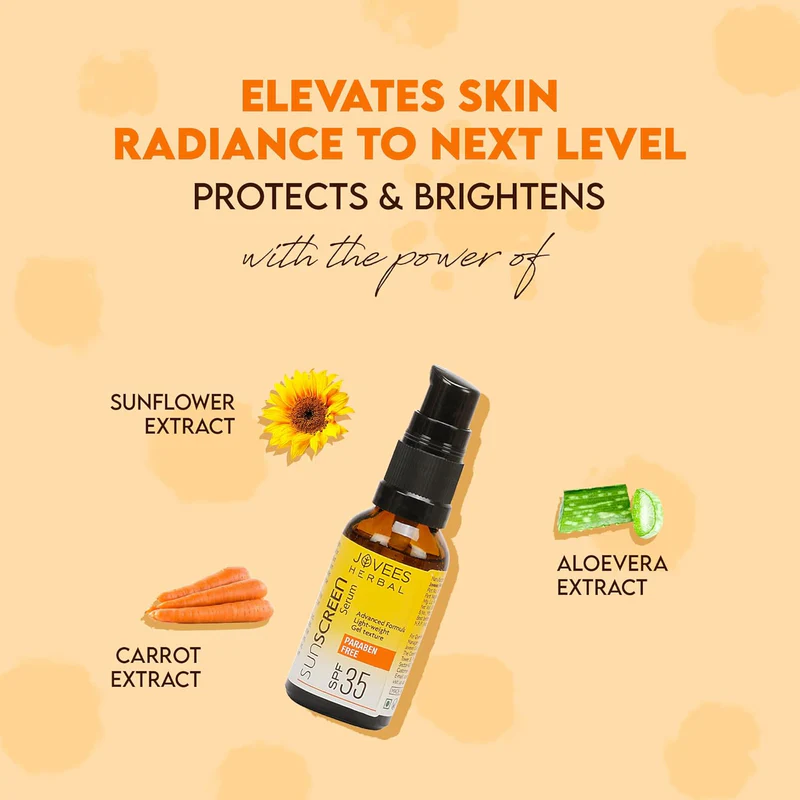 ELEVATES SKIN
RADIANCE TO NEXT LEVEL
PROTECTS & BRIGHTENS
with the power of
SUNFLOWER
EXTRACT
CARROT
EXTRACT
JOVEES
HERBAL
SUNSCREEN
Serum
Advanced Formula
Light-weight
Gel texture
PARABEN
FREE
SPF 35
ALOEVERA
EXTRACT